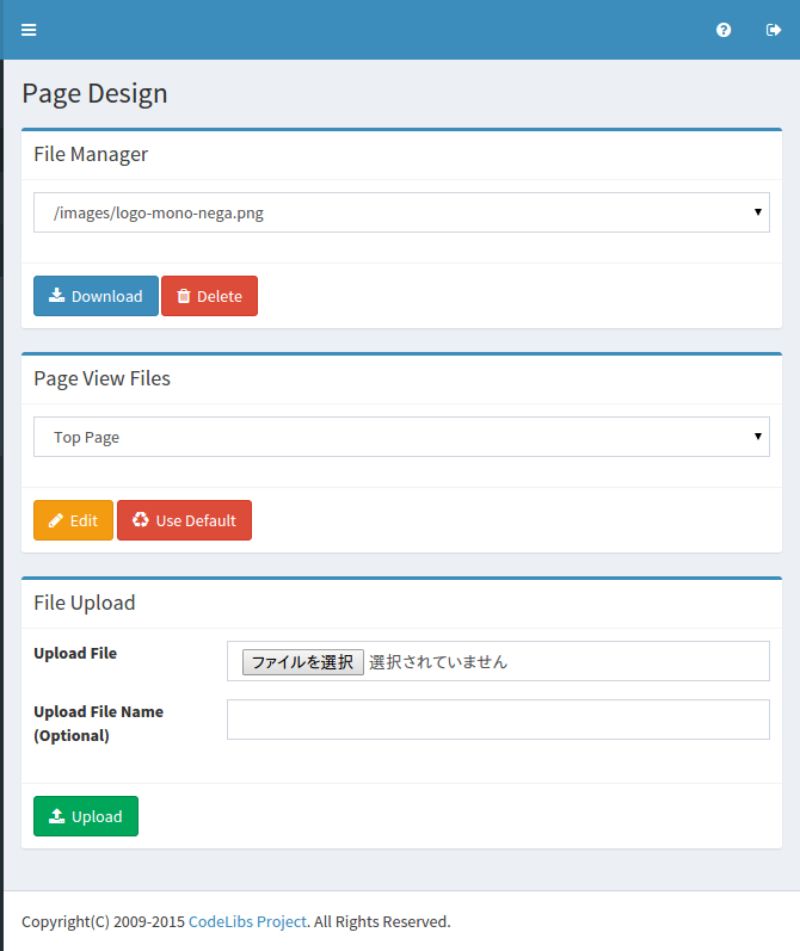 Page Design
File Manager
/images/logo-mono-nega.png
Download Delete
Page View Files
Top Page
Edit Use Default
File Upload
Upload File ファイルを選択 選択されていません
Upload File Name
(Optional)
Upload
Copyright(C) 2009-2015 CodeLibs Project. All Rights Reserved.